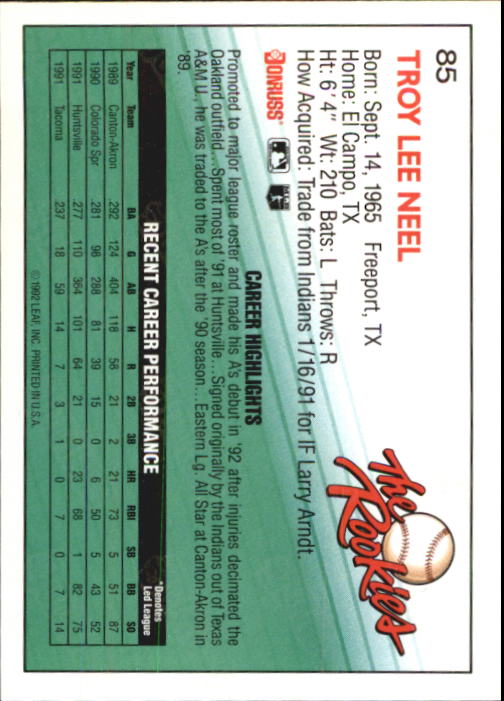 85
TROY LEE NEEL
Born: Sept. 14, 1965 Freeport, TX
Home: El Campo, TX
Ht: 6' 4" Wt: 210 Bats: L Throws: R
How Acquired: Trade from Indians 1/16/91 for IF Larry Arndt.
The Rookies
DONRUSS
CAREER HIGHLIGHTS
Promoted to major league roster and made his A's debut in '92 after injuries decimated the
Oakland outfield...Spent most of '91 at Huntsville...Signed originally by the Indians out of Texas
A&M U., he was traded to the A's after the '90 season...Eastern Lg. All Star at Canton-Akron in
'89.
RECENT CAREER PERFORMANCE
*Denotes
Led League
Year Team BA G AB H R 2B 3B HR RBI SB BB SO
1989 Canton-Akron .292 124 404 118 58 21 2 21 73 5 51 87
1990 Colorado Spr .281 98 288 81 39 15 0 6 50 5 43 52
1991 Huntsville .277 110 364 101 64 21 0 23 68 1 82 75
1991 Tacoma .237 18 59 14 7 3 1 0 7 0 7 14
©1992 LEAF, INC. PRINTED IN U.S.A.